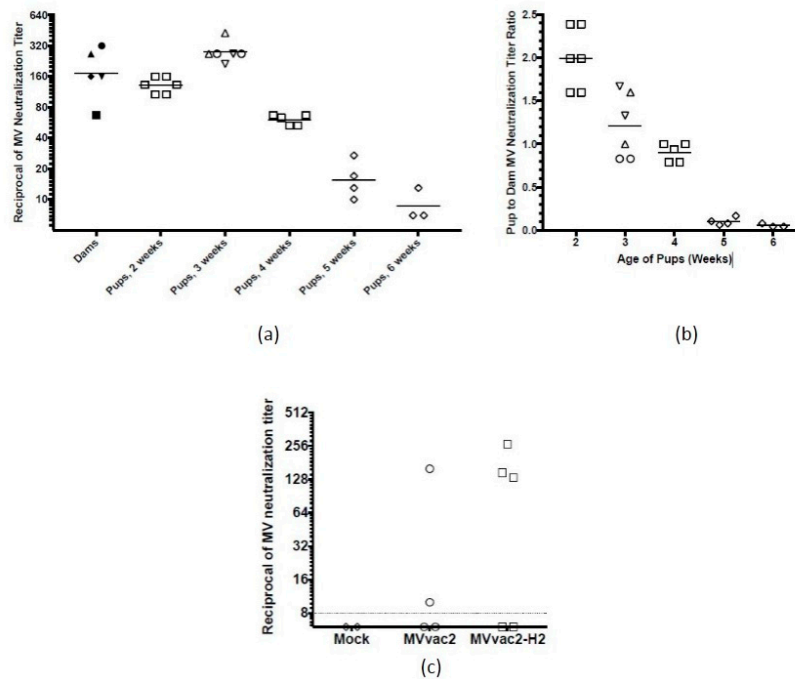 Reciprocal of MV Neutralization Titer
640
320
160
80
40
20
10
Dams
Pups, 2 weeks
Pups, 3 weeks
Pups, 4 weeks
Pups, 5 weeks
Pups, 6 weeks
(a)
Pup to Dam MV Neutralization Titer Ratio
2.5
2.0
1.5
1.0
0.5
0.0
2 3 4 5 6
Age of Pups (Weeks)
(b)
Reciprocal of MV neutralization titer
512
256
128
64
32
16
8
Mock MVvac2 MVvac2-H2
(c)